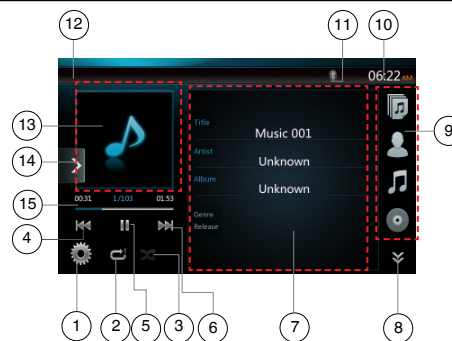 11
10
12
06:22 AM
13
Title
Music 001
9
Artist
Unknown
14
Album
Unknown
15
00:31 1/103 01:53
Genre
Release
4
1
2
5
3
6
7
8